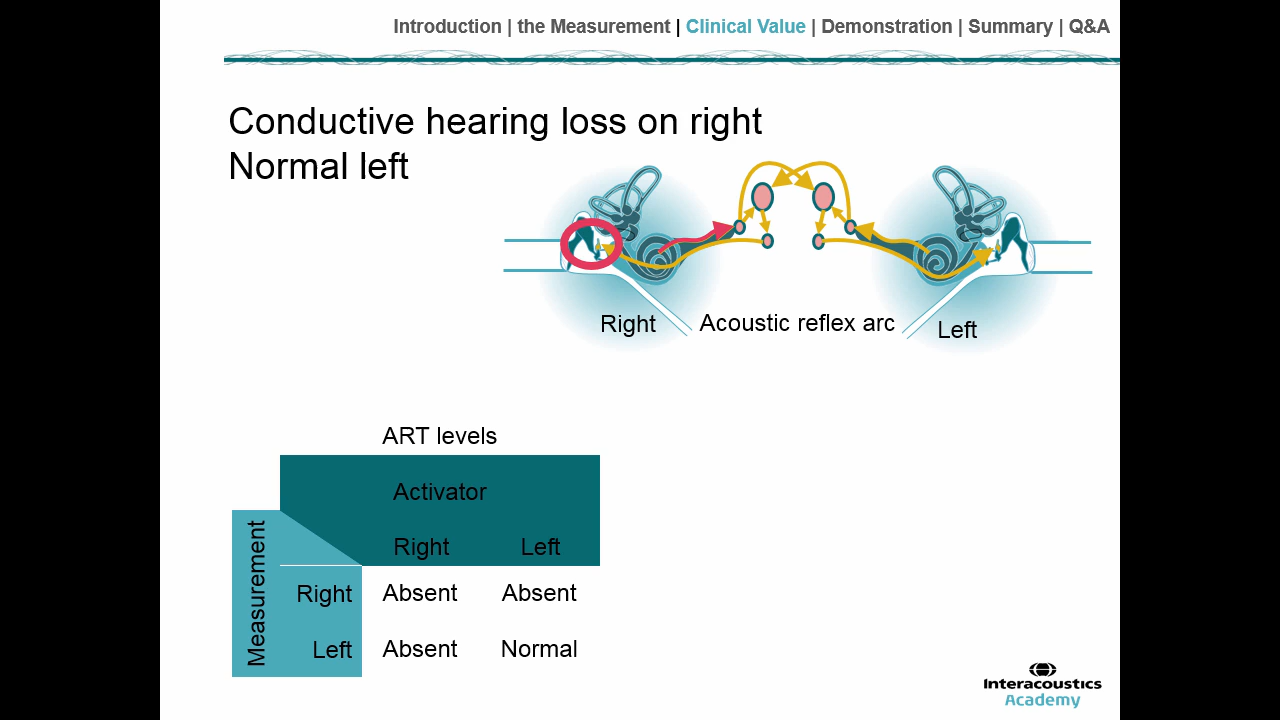 Introduction | the Measurement | Clinical Value | Demonstration | Summary | Q&A
Conductive hearing loss on right
Normal left
Right
Acoustic reflex arc
Left
ART levels
Activator
Right Left
Measurement
Right Absent Absent
Left Absent Normal
Interacoustics
Academy